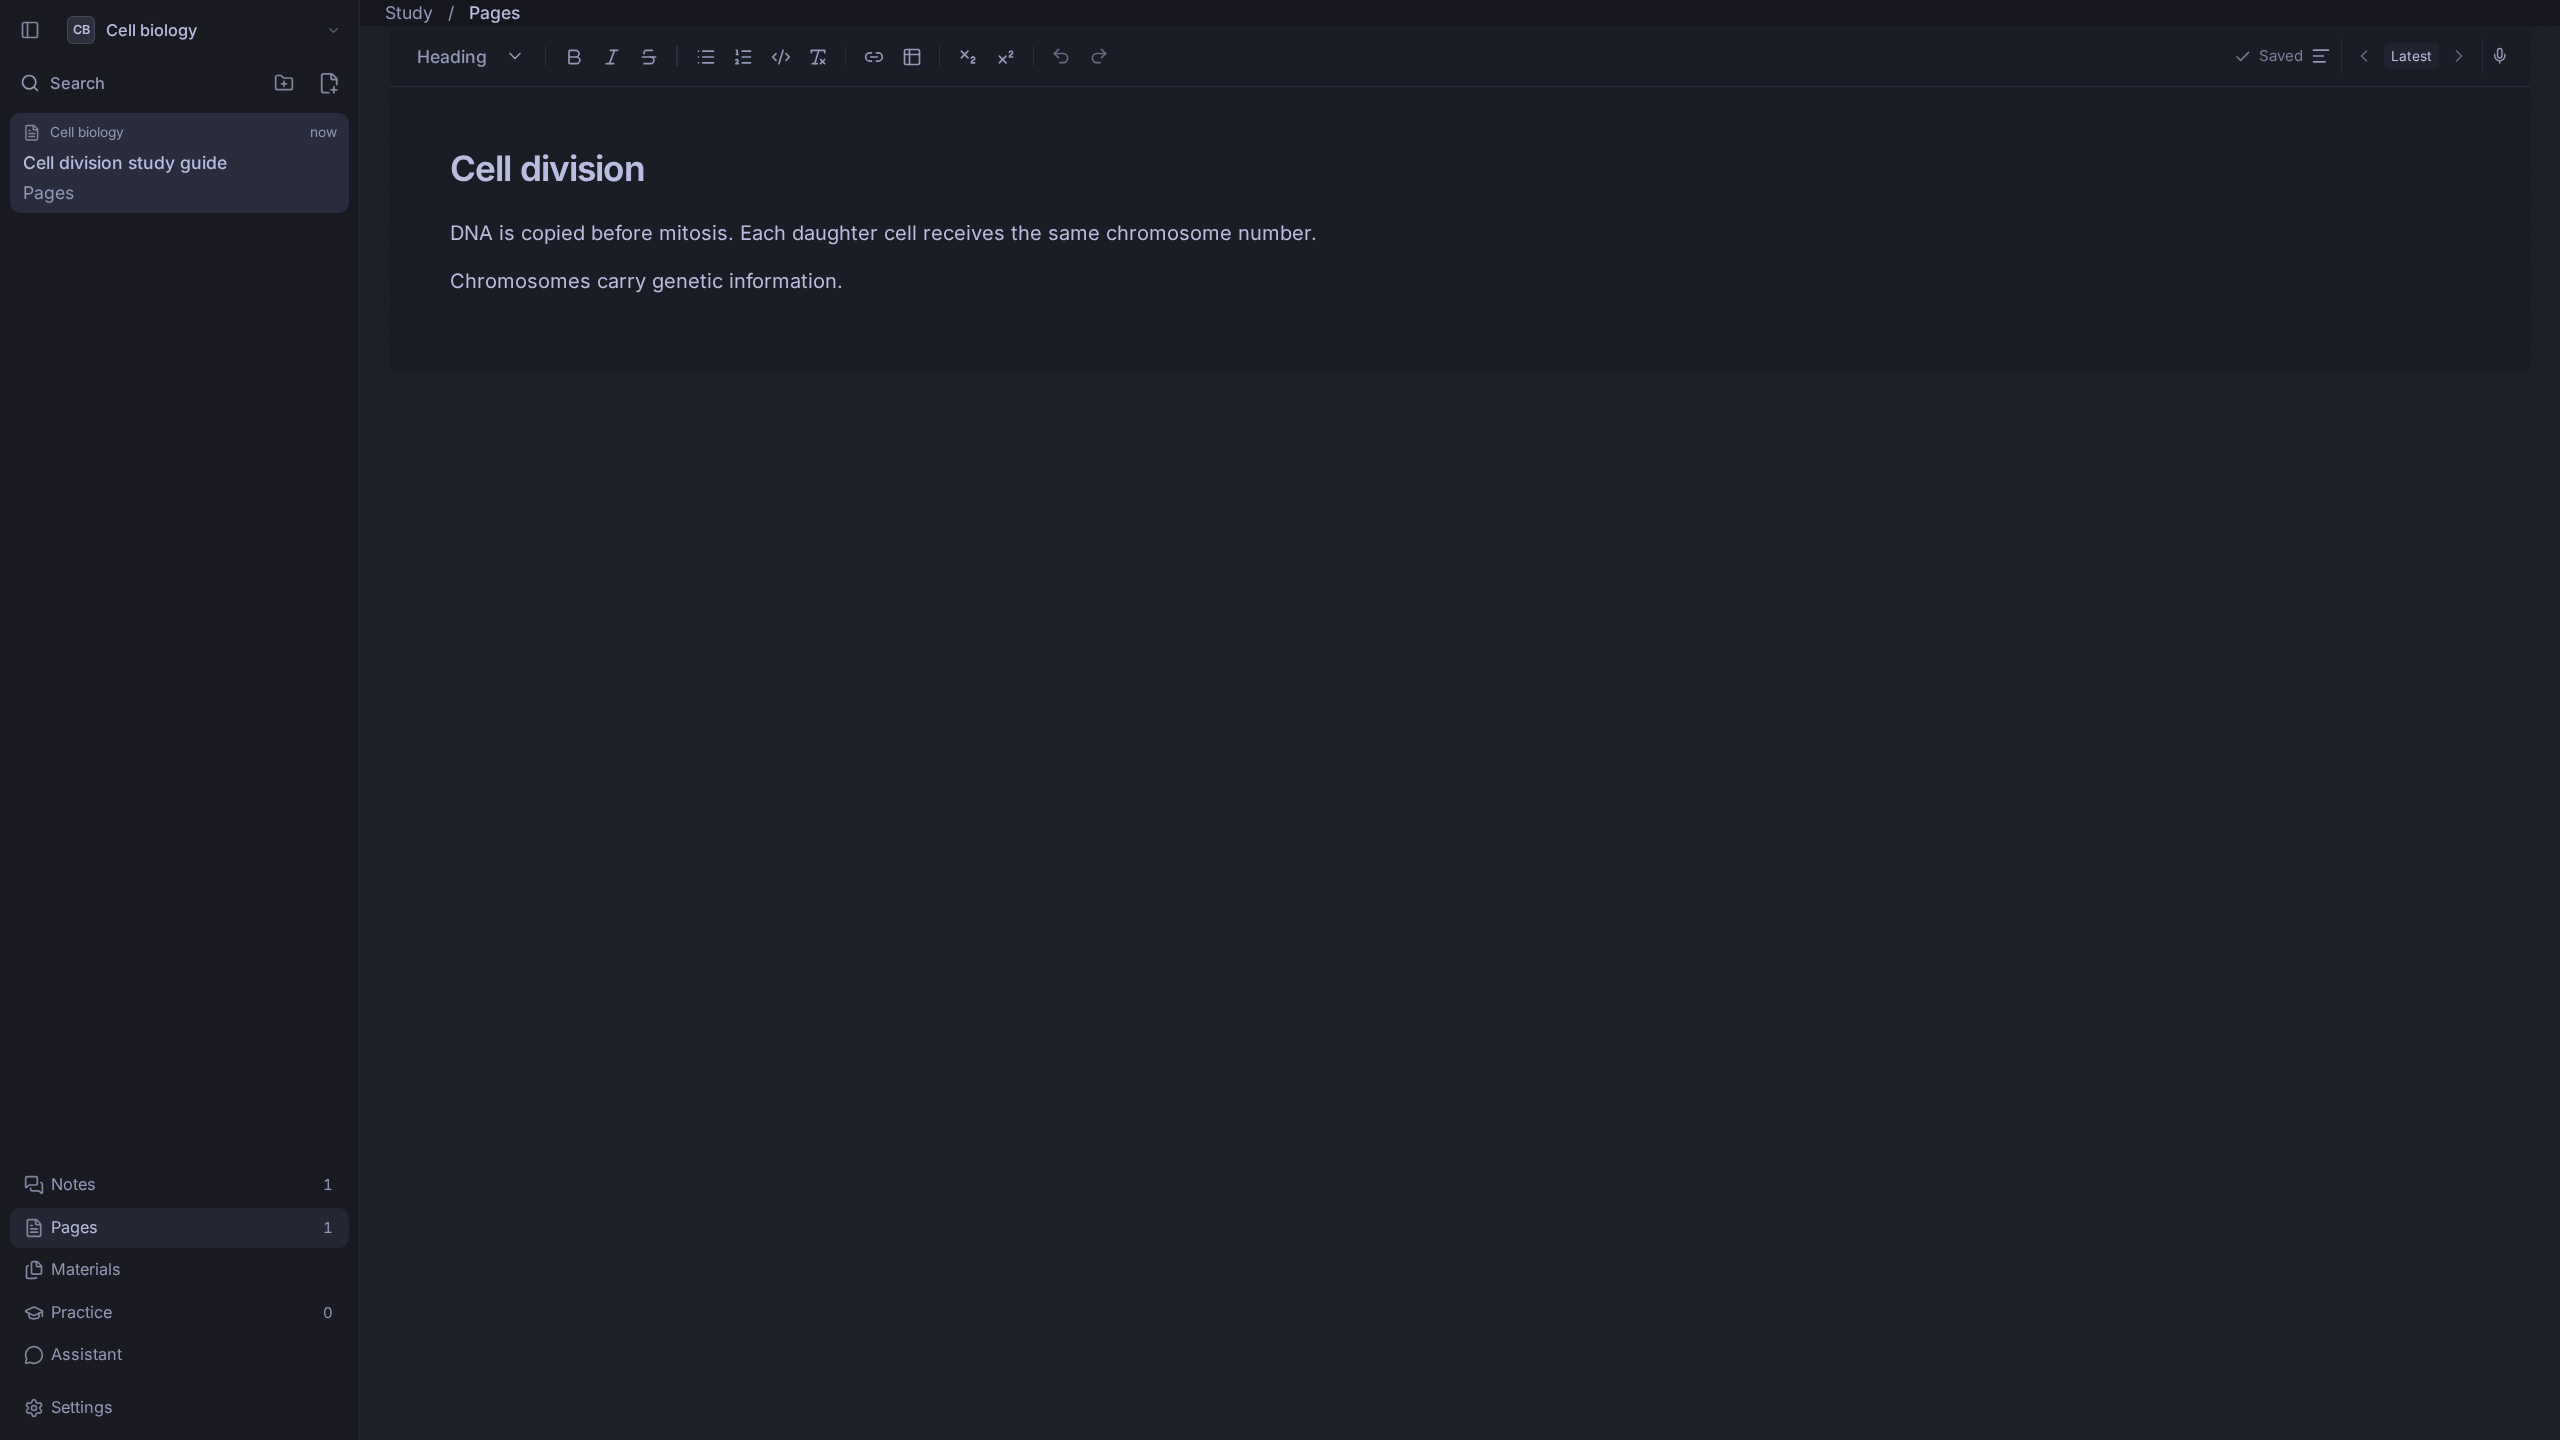 CB Cell biology
Search
Cell biology now
Cell division study guide
Pages
Notes 1
Pages 1
Materials
Practice 0
Assistant
Settings
Study / Pages
Heading
Saved
Latest
Cell division
DNA is copied before mitosis. Each daughter cell receives the same chromosome number.
Chromosomes carry genetic information.